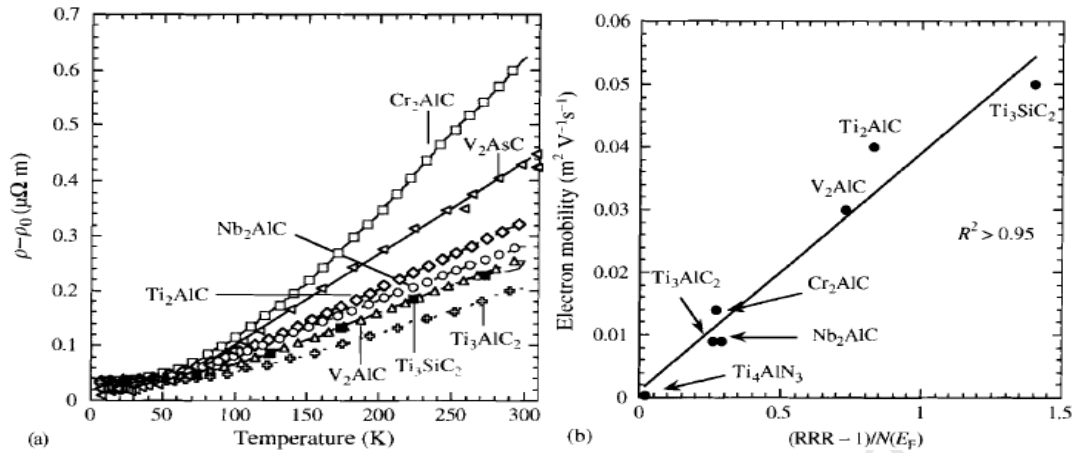 0.7
0.6
0.5
0.4
0.3
0.2
0.1
0
ρ−ρ₀ (μΩ m)
Cr₂AlC
V₂AsC
Nb₂AlC
Ti₂AlC
Ti₃AlC₂
V₂AlC
Ti₃SiC₂
0 50 100 150 200 250 300
(a)
Temperature (K)
0.06
0.05
0.04
0.03
0.02
0.01
0
Electron mobility (m² V⁻¹s⁻¹)
Ti₃SiC₂
Ti₂AlC
V₂AlC
R² > 0.95
Ti₃AlC₂
Cr₂AlC
Nb₂AlC
Ti₄AlN₃
0 0.5 1 1.5
(b)
(RRR − 1)/N(E_F)